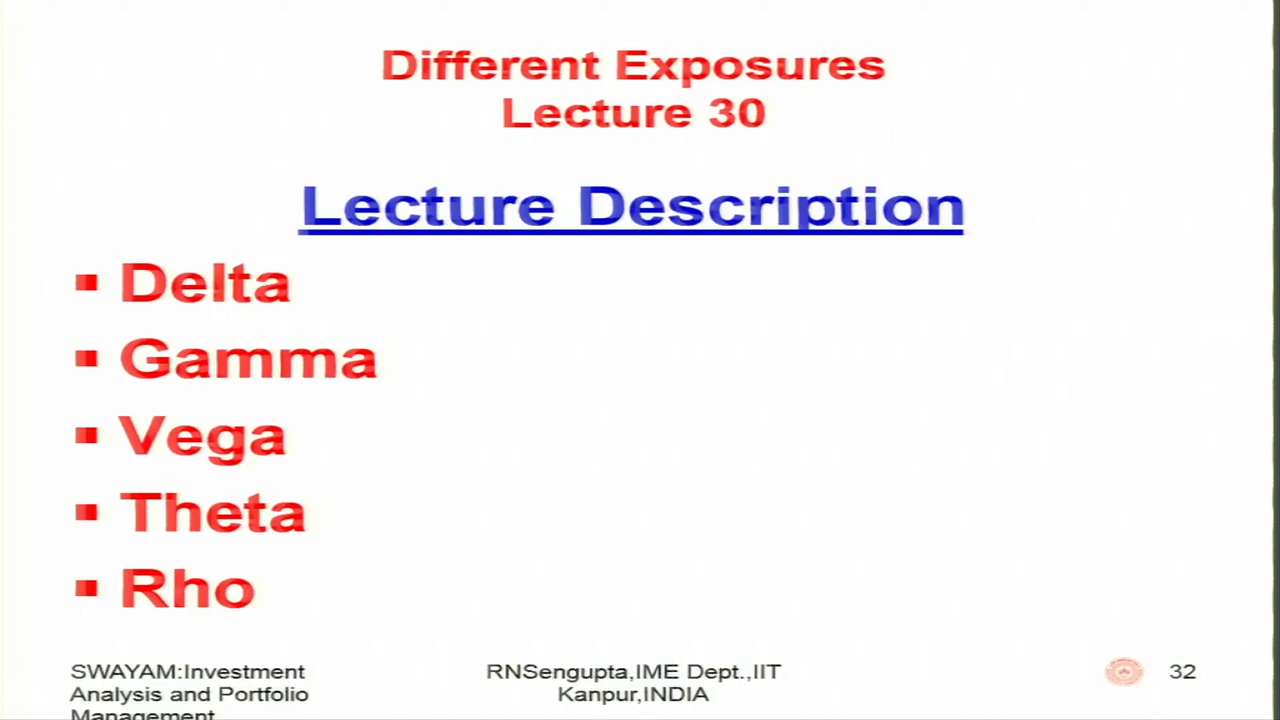 Different Exposures
Lecture 30
Lecture Description
▪ Delta
▪ Gamma
▪ Vega
▪ Theta
▪ Rho
SWAYAM:Investment
Analysis and Portfolio
Management
RNSengupta,IME Dept.,IIT
Kanpur,INDIA
32